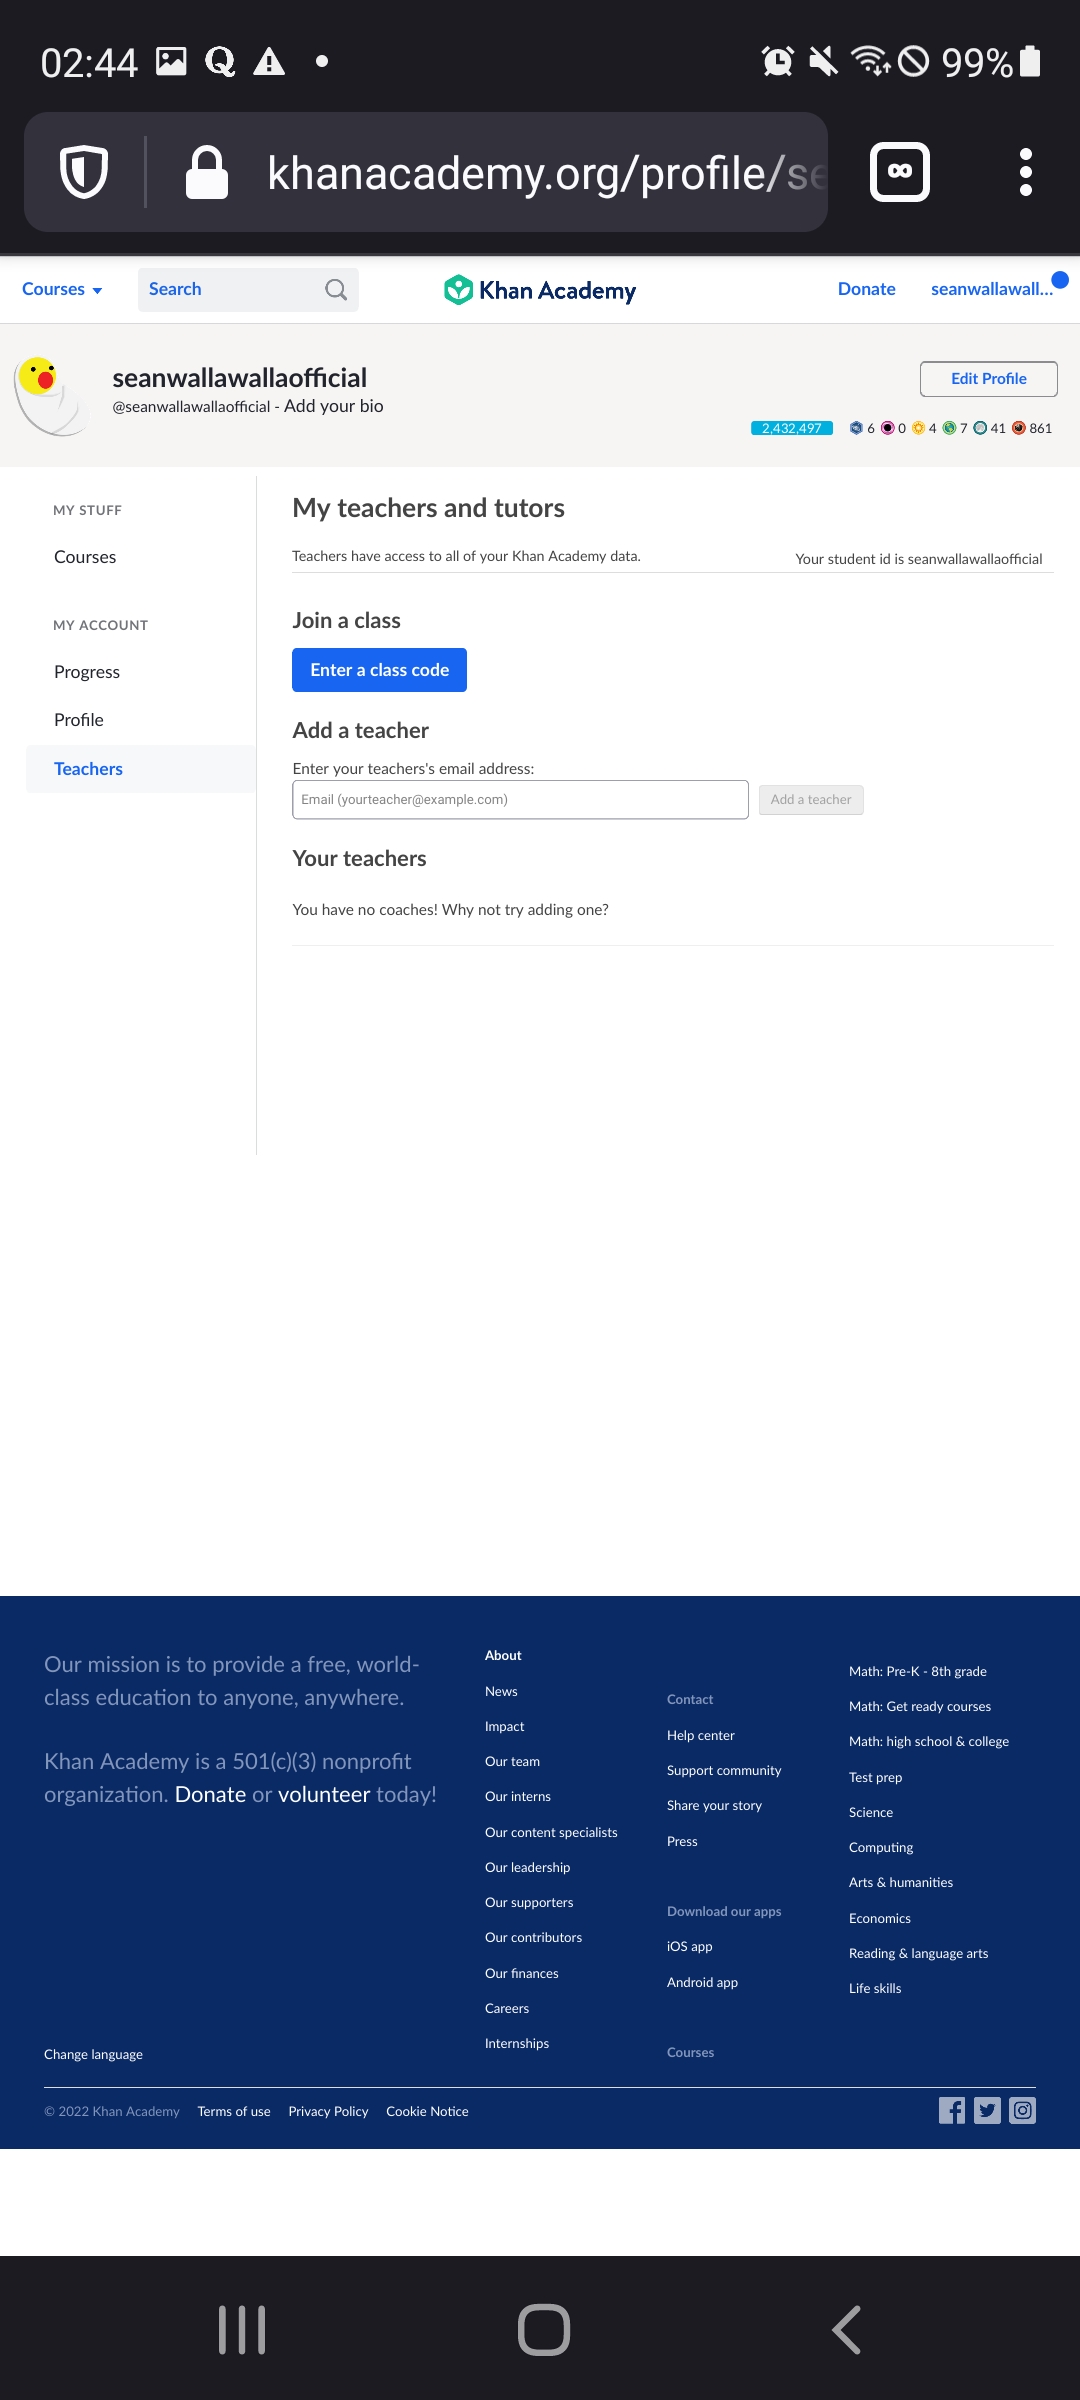 02:44
99%
khanacademy.org/profile/se
Courses
Search
Khan Academy
Donate
seanwallawall...
seanwallawallaofficial
@seanwallawallaofficial - Add your bio
Edit Profile
2,432,497 6 0 4 7 41 861
MY STUFF
Courses
MY ACCOUNT
Progress
Profile
Teachers
My teachers and tutors
Teachers have access to all of your Khan Academy data.
Your student id is seanwallawallaofficial
Join a class
Enter a class code
Add a teacher
Enter your teachers's email address:
Email (yourteacher@example.com)
Add a teacher
Your teachers
You have no coaches! Why not try adding one?
Our mission is to provide a free, world-
class education to anyone, anywhere.
Khan Academy is a 501(c)(3) nonprofit
organization. Donate or volunteer today!
Change language
About
News
Impact
Our team
Our interns
Our content specialists
Our leadership
Our supporters
Our contributors
Our finances
Careers
Internships
Contact
Help center
Support community
Share your story
Press
Download our apps
iOS app
Android app
Courses
Math: Pre-K - 8th grade
Math: Get ready courses
Math: high school & college
Test prep
Science
Computing
Arts & humanities
Economics
Reading & language arts
Life skills
© 2022 Khan Academy Terms of use Privacy Policy Cookie Notice